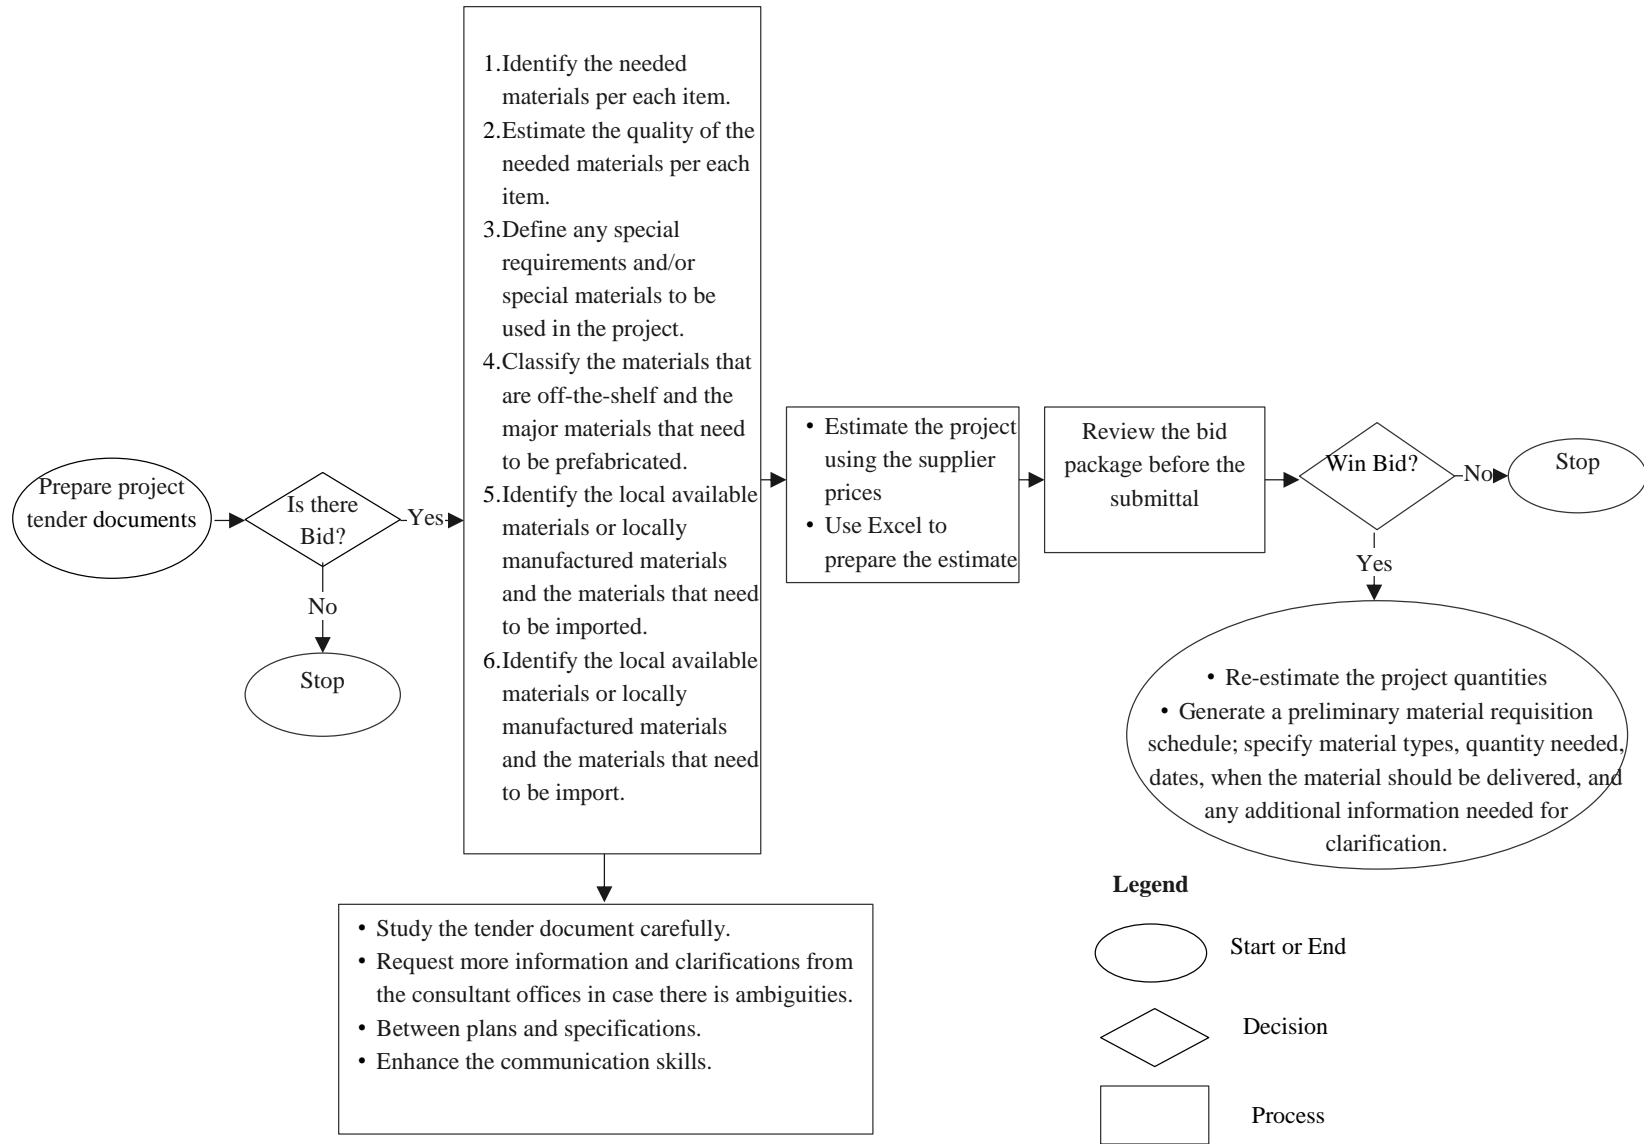 Prepare project
tender documents
Is there
Bid?
Yes
No
Stop
1.Identify the needed
materials per each item.
2.Estimate the quality of the
needed materials per each
item.
3.Define any special
requirements and/or
special materials to be
used in the project.
4.Classify the materials that
are off-the-shelf and the
major materials that need
to be prefabricated.
5.Identify the local available
materials or locally
manufactured materials
and the materials that need
to be imported.
6.Identify the local available
materials or locally
manufactured materials
and the materials that need
to be import.
• Study the tender document carefully.
• Request more information and clarifications from
the consultant offices in case there is ambiguities.
• Between plans and specifications.
• Enhance the communication skills.
• Estimate the project
using the supplier
prices
• Use Excel to
prepare the estimate
Review the bid
package before the
submittal
Win Bid?
No
Stop
Yes
• Re-estimate the project quantities
• Generate a preliminary material requisition
schedule; specify material types, quantity needed,
dates, when the material should be delivered, and
any additional information needed for
clarification.
Legend
Start or End
Decision
Process